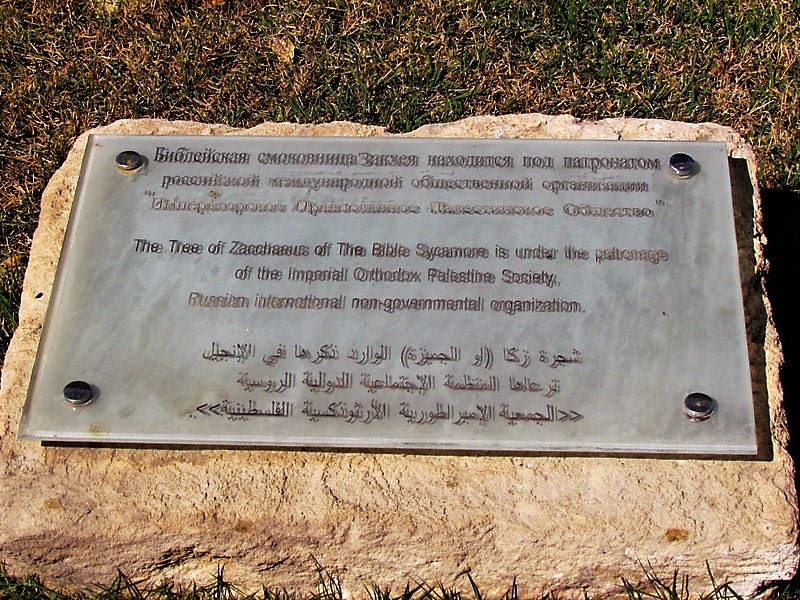 Библейская смоковница Закхея находится под патронатом
российской международной общественной организации
"Императорское Православное Палестинское Общество"
The Tree of Zacchaeus of The Bible Sycamore is under the patronage
of the Imperial Orthodox Palestine Society,
Russian international non-governmental organization.
شجرة زكا (أو الجميزة) الوارد ذكرها في الإنجيل
ترعاها المنظمة الإجتماعية الدولية الروسية
<<الجمعية الإمبراطورية الأرثوذكسية الفلسطينية>>.